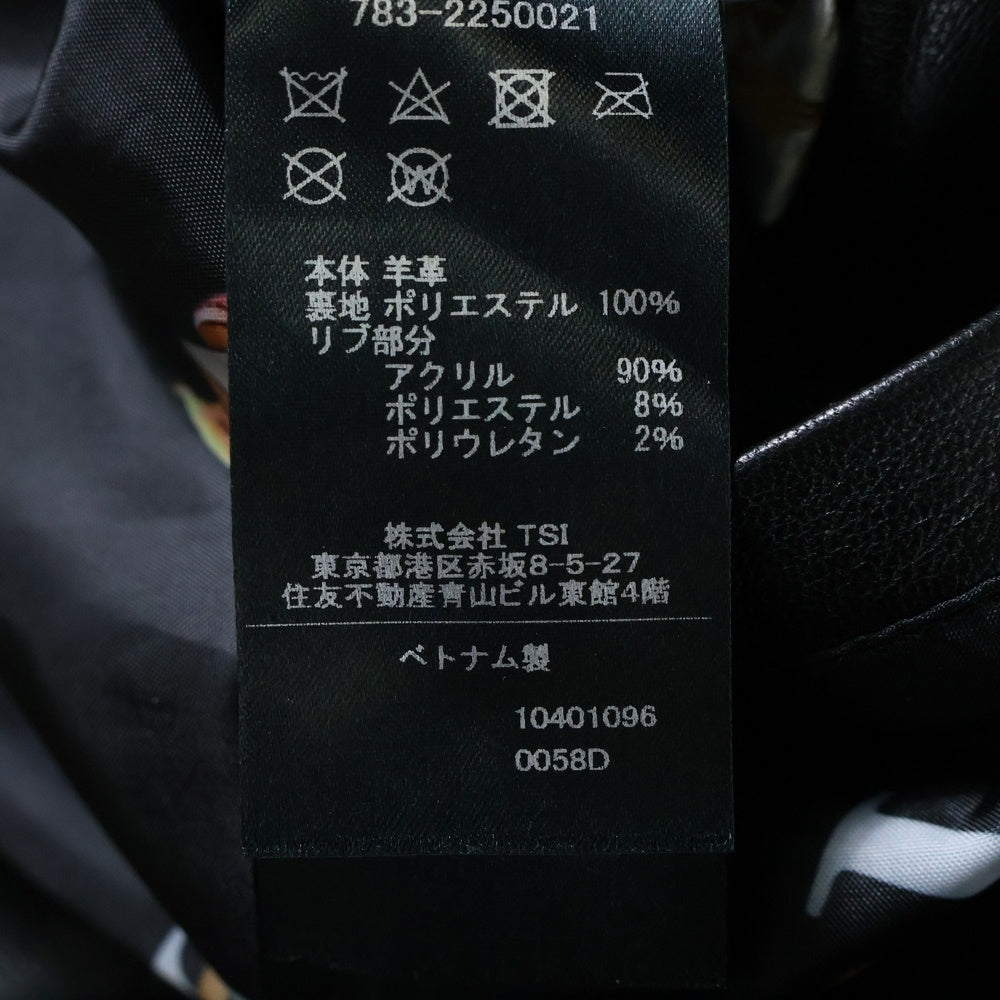 783-2250021
W
本体 羊革
裏地 ポリエステル 100%
リブ部分
アクリル 90%
ポリエステル 8%
ポリウレタン 2%
株式会社 TSI
東京都港区赤坂8-5-27
住友不動産青山ビル東館4階
ベトナム製
10401096
0058D